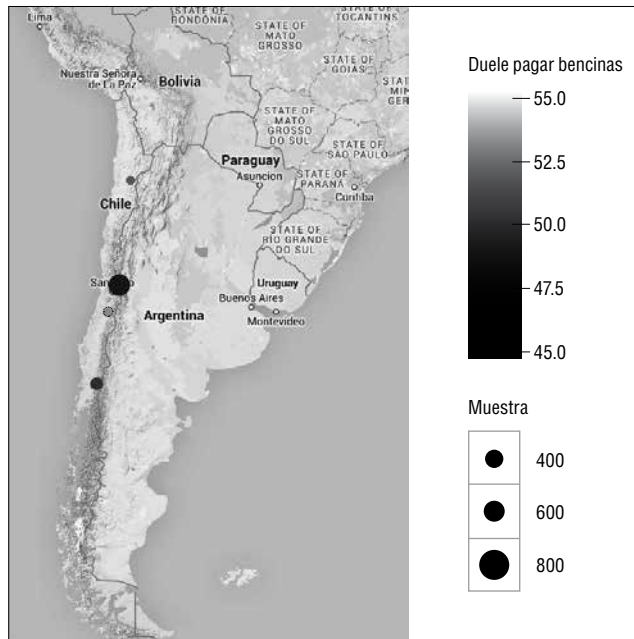 Lima
STATE OF
RONDÔNIA
STATE OF
MATO
GROSSO
STATE OF
TOCANTINS
STATE OF
GOIÁS
Nuestra Señora
de La Paz
Bolivia
STATE OF
MATO
GROSSO
DO SUL
STATE OF
SÃO PAULO
Paraguay
Asuncion
STATE OF
PARANÁ
Curitiba
Chile
STATE OF
RIO GRANDE
DO SUL
Uruguay
Buenos Aires
Argentina
Montevideo
Duele pagar bencinas
55.0
52.5
50.0
47.5
45.0
Muestra
400
600
800